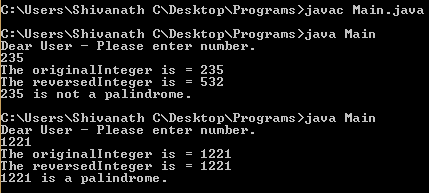 C:\Users\Shivanath C\Desktop\Programs>javac Main.java
C:\Users\Shivanath C\Desktop\Programs>java Main
Dear User - Please enter number.
235
The originalInteger is = 235
The reversedInteger is = 532
235 is not a palindrome.
C:\Users\Shivanath C\Desktop\Programs>java Main
Dear User - Please enter number.
1221
The originalInteger is = 1221
The reversedInteger is = 1221
1221 is a palindrome.